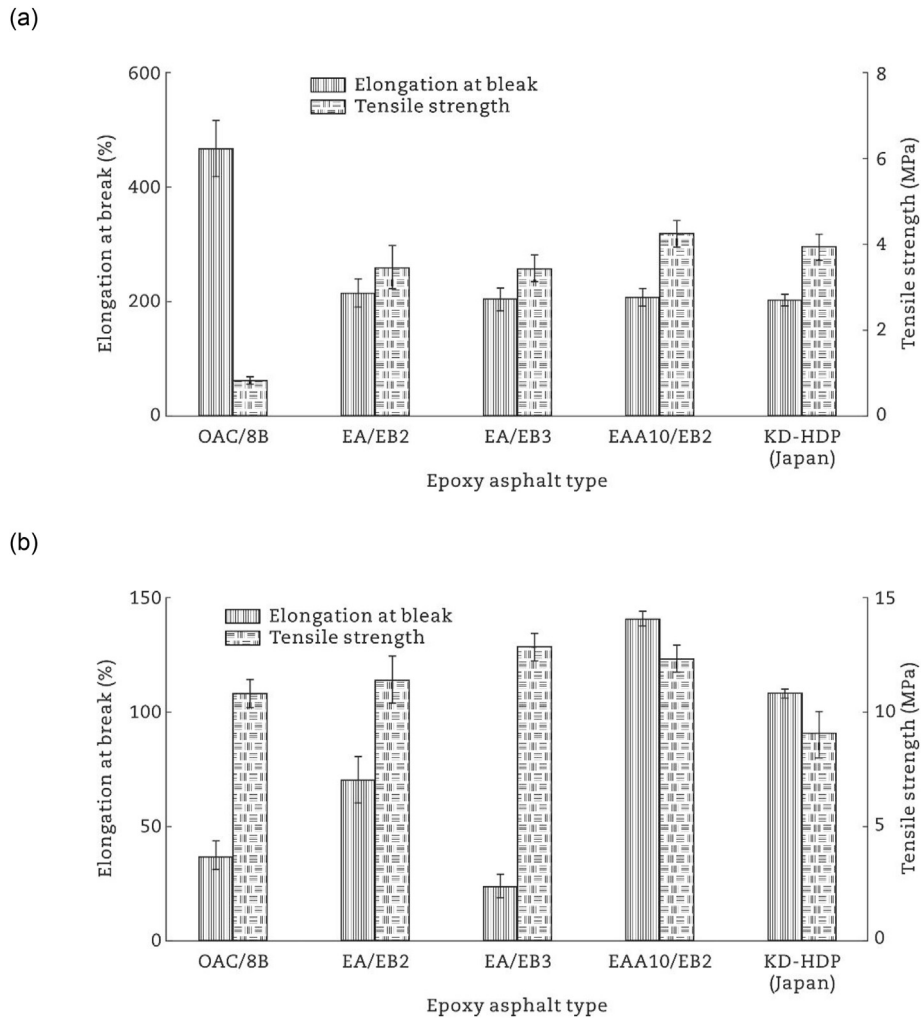 (a)
600
400
200
0
Elongation at break (%)
Elongation at bleak
Tensile strength
8
6
4
2
0
Tensile strength (MPa)
OAC/8B
EA/EB2
EA/EB3
EAA10/EB2
KD-HDP
(Japan)
Epoxy asphalt type
(b)
150
100
50
0
Elongation at break (%)
Elongation at bleak
Tensile strength
15
10
5
0
Tensile strength (MPa)
OAC/8B
EA/EB2
EA/EB3
EAA10/EB2
KD-HDP
(Japan)
Epoxy asphalt type